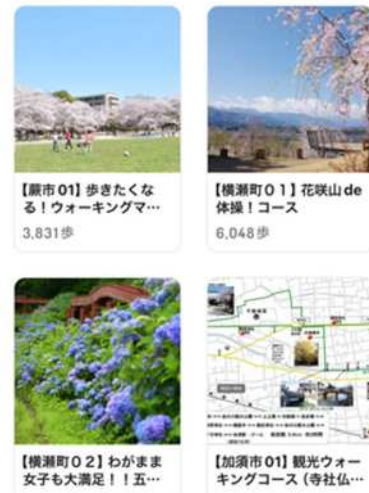 【蕨市01】歩きたくな
る！ウォーキングマ…
3,831歩
【横瀬町０１】花咲山de
体操！コース
6,048歩
【横瀬町０２】わがまま
女子も大満足！！五…
【加須市01】観光ウォー
キングコース（寺社仏…